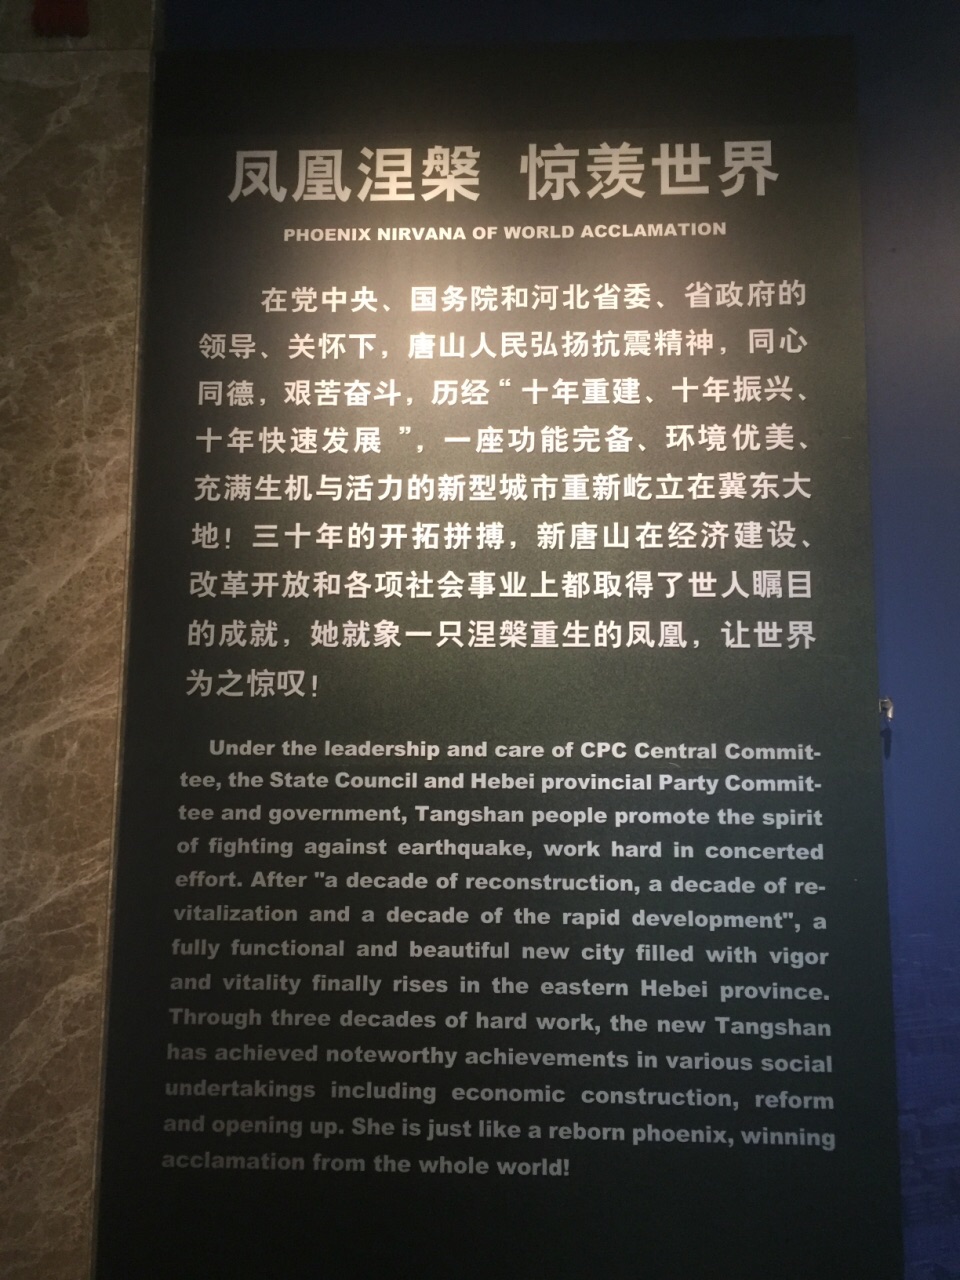 凤凰涅槃 惊羡世界
PHOENIX NIRVANA OF WORLD ACCLAMATION
在党中央、国务院和河北省委、省政府的
领导、关怀下，唐山人民弘扬抗震精神，同心
同德，艰苦奋斗，历经“十年重建、十年振兴、
十年快速发展”，一座功能完备、环境优美、
充满生机与活力的新型城市重新屹立在冀东大
地！三十年的开拓拼搏，新唐山在经济建设、
改革开放和各项社会事业上都取得了世人瞩目
的成就，她就象一只涅槃重生的凤凰，让世界
为之惊叹！
Under the leadership and care of CPC Central Commit-
tee, the State Council and Hebei provincial Party Commit-
tee and government, Tangshan people promote the spirit
of fighting against earthquake, work hard in concerted
effort. After "a decade of reconstruction, a decade of re-
vitalization and a decade of the rapid development", a
fully functional and beautiful new city filled with vigor
and vitality finally rises in the eastern Hebei province.
Through three decades of hard work, the new Tangshan
has achieved noteworthy achievements in various social
undertakings including economic construction, reform
and opening up. She is just like a reborn phoenix, winning
acclamation from the whole world!